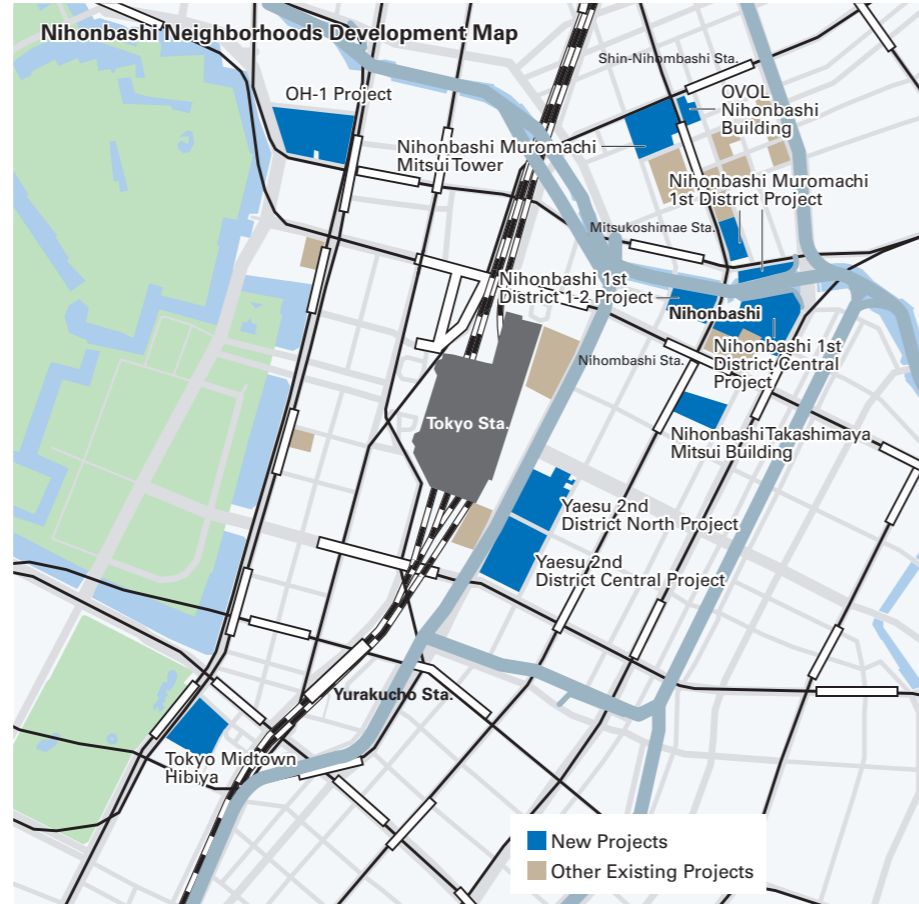 Nihonbashi Neighborhoods Development Map
Shin-Nihombashi Sta.
OH-1 Project
OVOL
Nihonbashi
Building
Nihonbashi Muromachi
Mitsui Tower
Nihonbashi Muromachi
1st District Project
Mitsukoshimae Sta.
Nihonbashi 1st
District 1-2 Project
Nihonbashi
Nihonbashi 1st
District Central
Project
Nihombashi Sta.
Tokyo Sta.
Nihonbashi Takashimaya
Mitsui Building
Yaesu 2nd
District North Project
Yaesu 2nd
District Central Project
Yurakucho Sta.
Tokyo Midtown
Hibiya
New Projects
Other Existing Projects